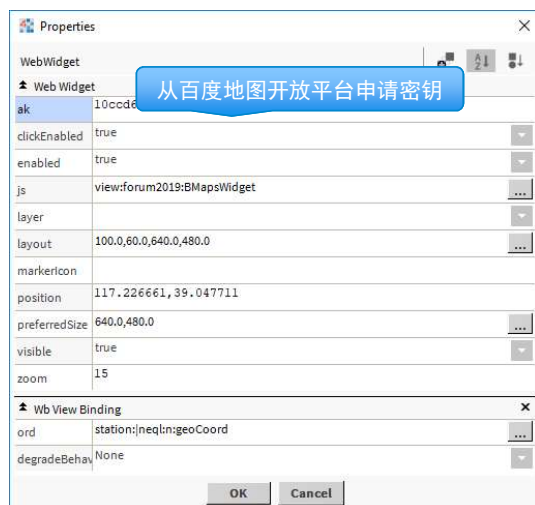 Properties
WebWidget
Web Widget
从百度地图开放平台申请密钥
ak
clickEnabled true
enabled true
js view:forum2019:BMapsWidget ...
layer
layout 100.0,60.0,640.0,480.0 ...
markerIcon
position 117.226661,39.047711
preferredSize 640.0,480.0 ...
visible true
zoom 15
Wb View Binding
ord station:|neql:n:geoCoord ...
degradeBehav None
OK Cancel